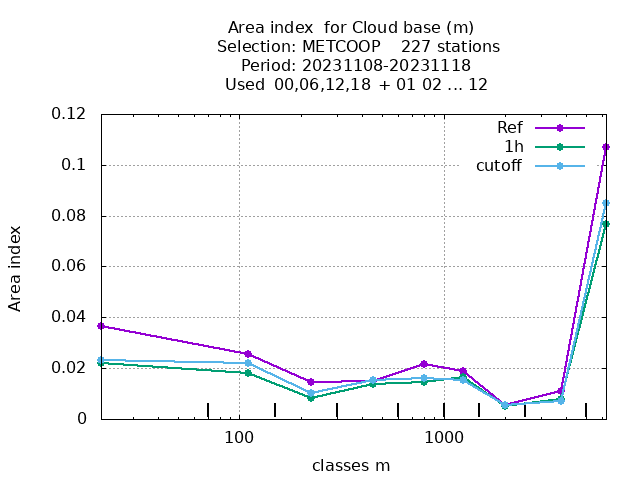 Area index  for Cloud base (m)
Selection: METCOOP    227 stations
Period: 20231108-20231118
Used  00,06,12,18 + 01 02 ... 12
Ref
1h
cutoff
0.12
0.1
0.08
0.06
0.04
0.02
0
Area index
100
1000
classes m